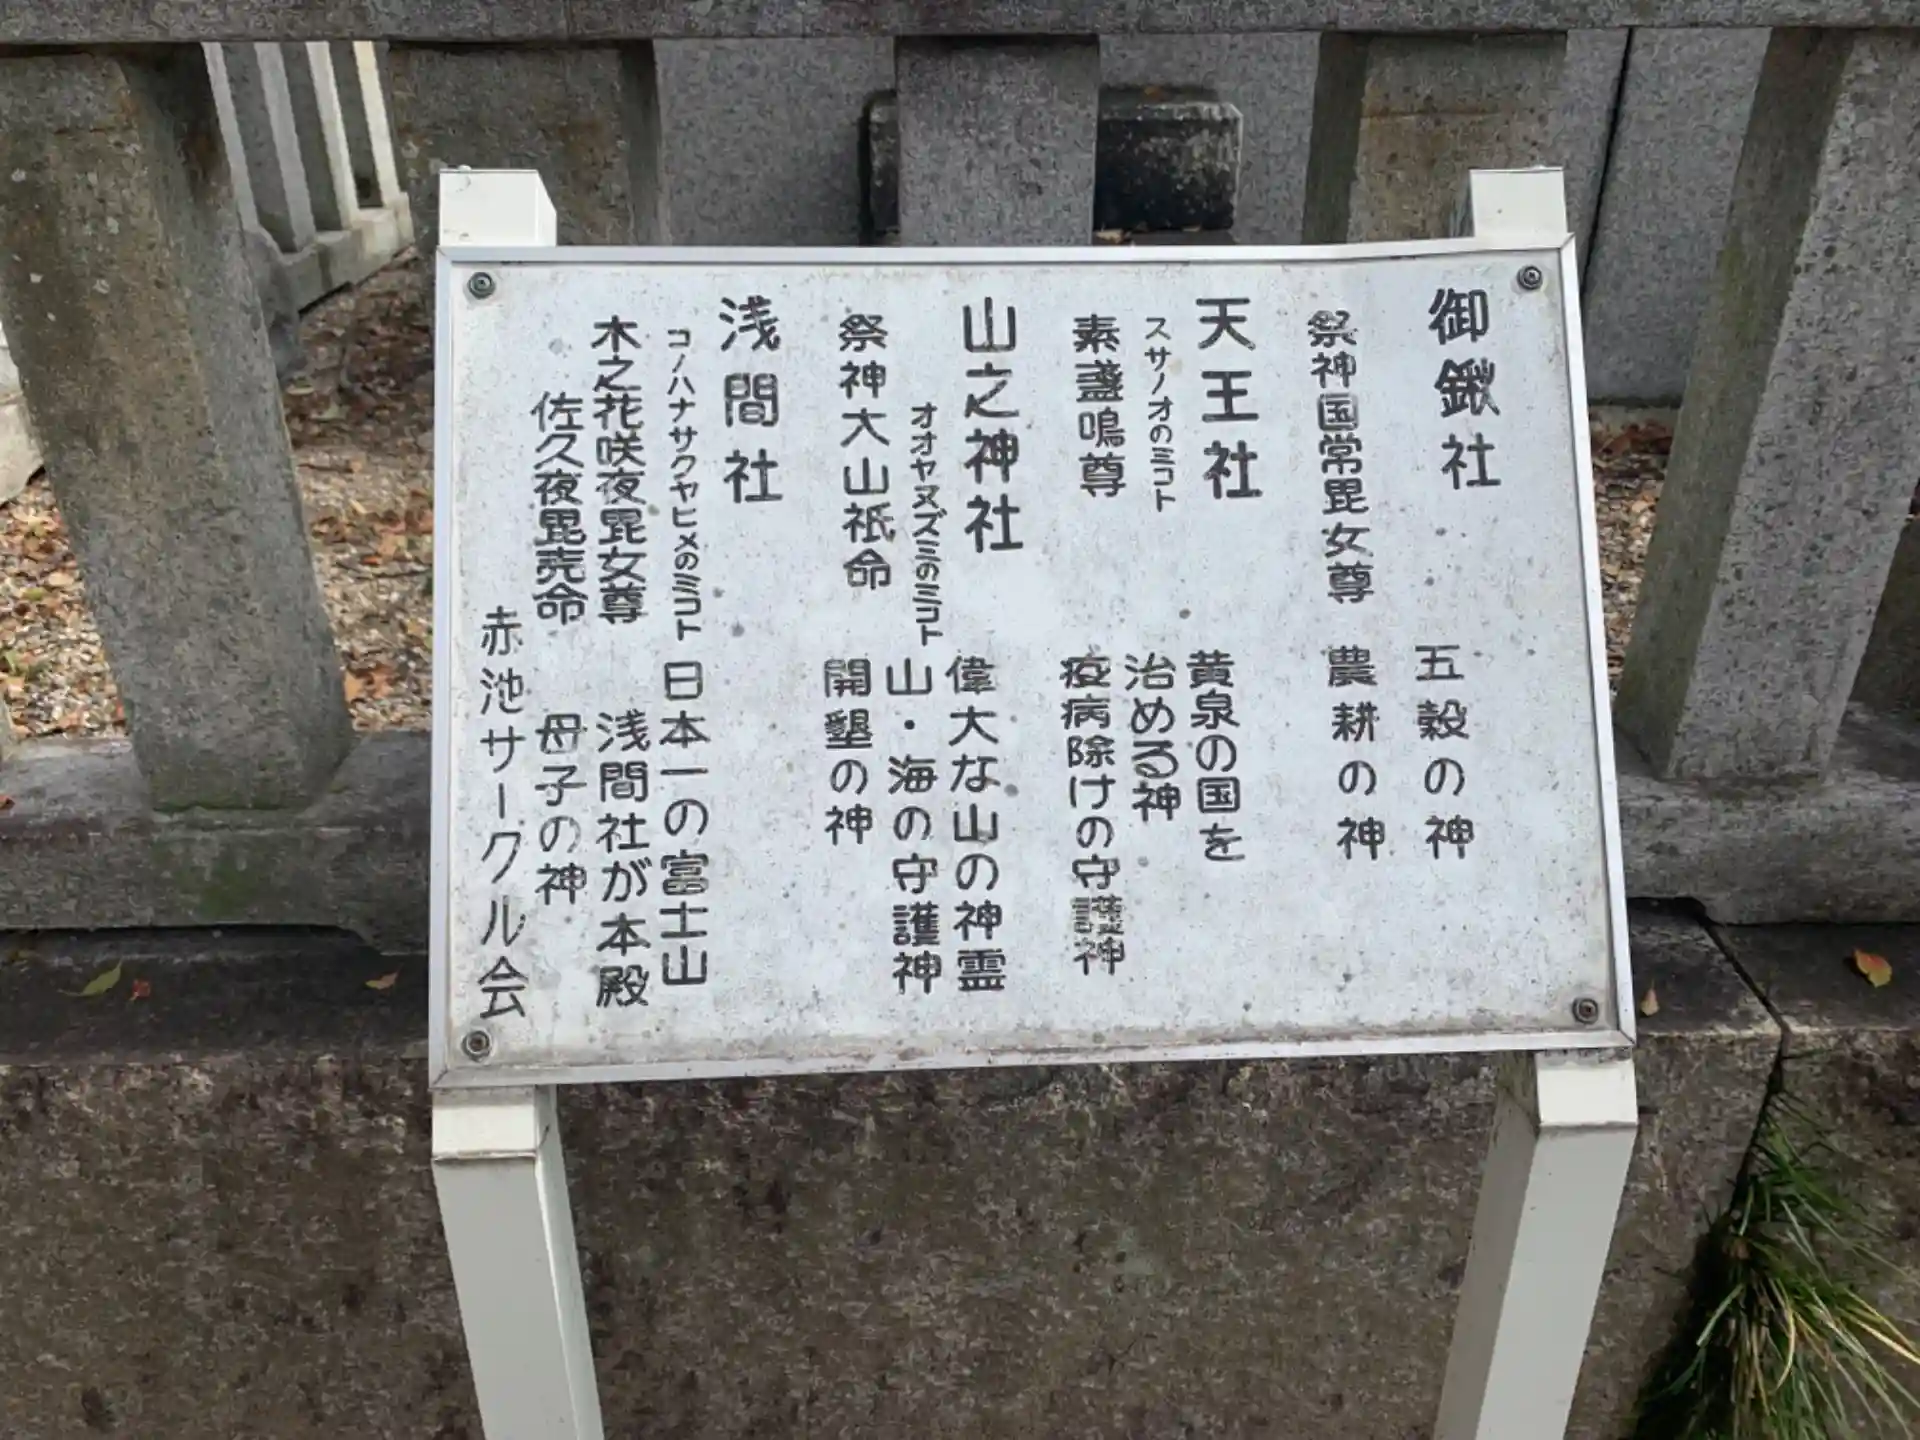 御鍬社
五穀の神
祭神国常毘女尊
農耕の神
天王社
黄泉の国を
スサノオのミコト
治める神
素盞鳴尊
疫病除けの守護神
山之神社
偉大な山の神霊
オオヤヌズミのミコト
山・海の守護神
祭神大山祇命
開墾の神
浅間社
コノハナサクヤヒメのミコト
日本一の富士山
木之花咲夜毘女尊
浅間社が本殿
佐久夜毘売命
母子の神
赤池サークル会